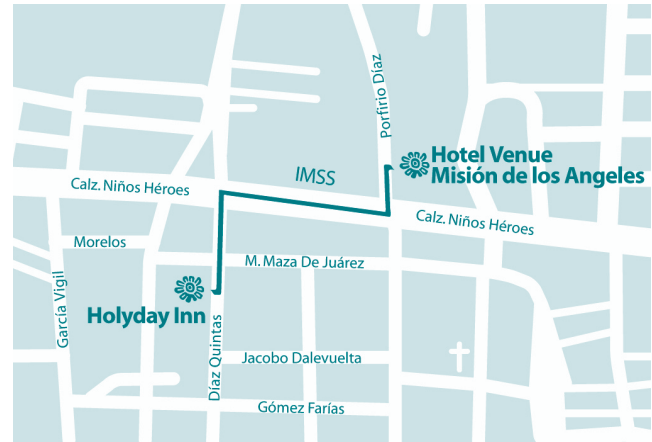 Porfirio Díaz
Hotel Venue
Misión de los Angeles
IMSS
Calz. Niños Héroes
Calz. Niños Héroes
Morelos
M. Maza De Juárez
García Vigil
Holyday Inn
Díaz Quintas
Jacobo Dalevuelta
Gómez Farías